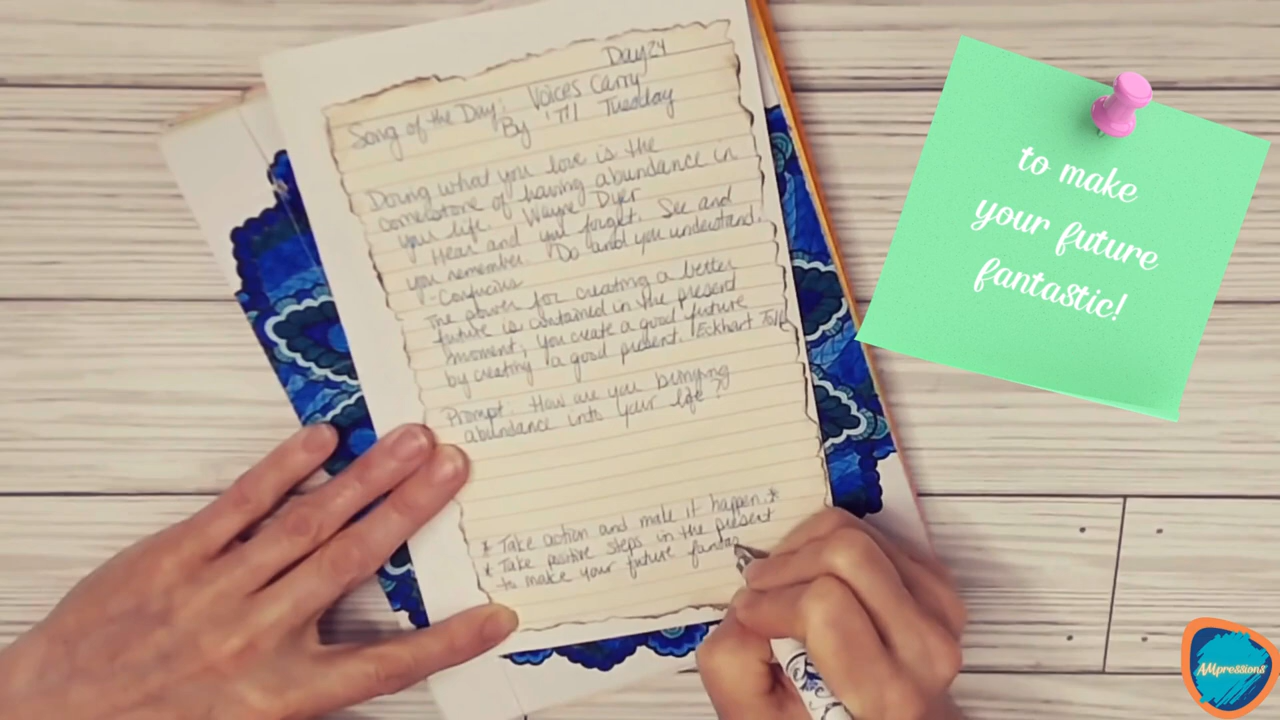 Day 24
Song of the Day: Voices Carry
By 'Til Tuesday
Doing what you love is the
cornerstone of having abundance in
your life. Wayne Dyer
Hear and you forget. See and
you remember. Do and you understand.
-Confucius
The power for creating a better
future is contained in the present
moment, you create a good future
by creating a good present. Eckhart Tolle
Prompt: How are you bringing
abundance into your life?
* Take action and make it happen.*
* Take positive steps in the present
to make your future fantas
to make
your future
fantastic!
AMpressions